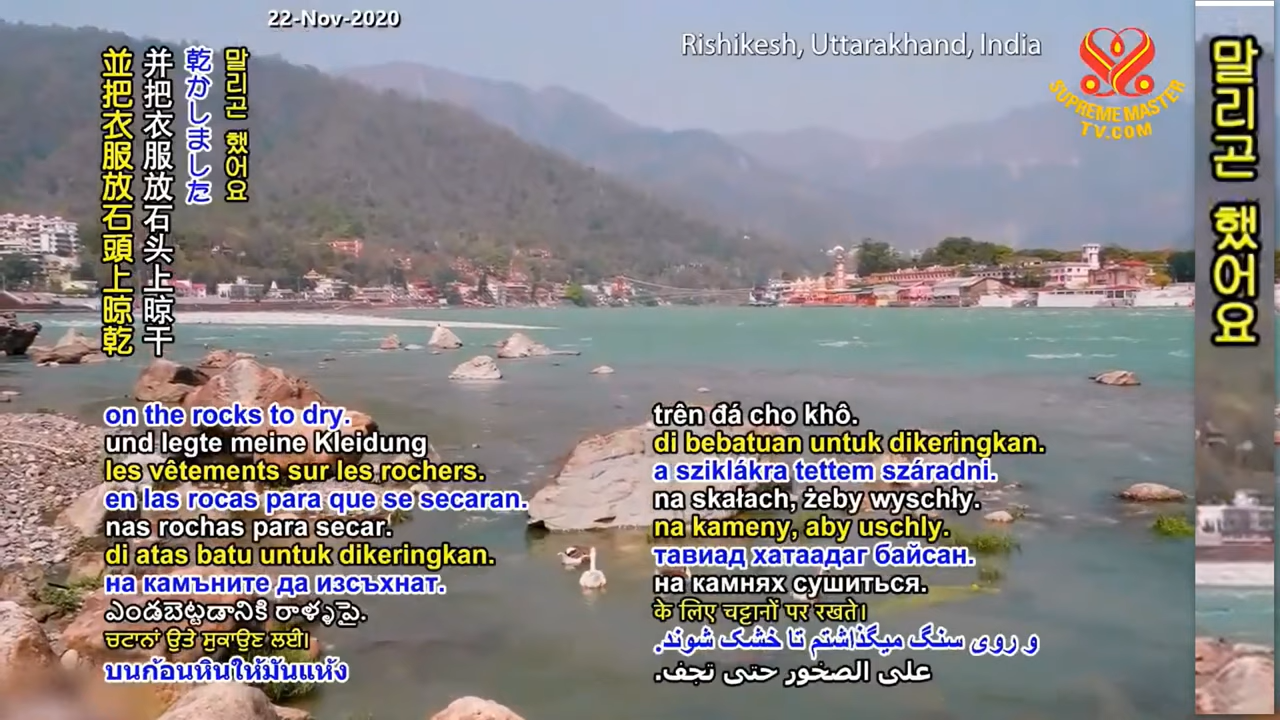 22-Nov-2020
Rishikesh, Uttarakhand, India
SUPREME MASTER
TV.COM
말리곤 했어요
乾かしました
并把衣服放石头上晾干
並把衣服放石頭上晾乾
말리곤 했어요
on the rocks to dry.
und legte meine Kleidung
les vêtements sur les rochers.
en las rocas para que se secaran.
nas rochas para secar.
di atas batu untuk dikeringkan.
на камъните да изсъхнат.
ఎండబెట్టడానికి రాళ్ళపై.
ਚਟਾਨਾਂ ਉਤੇ ਸੁਕਾਉਣ ਲਈ।
บนก้อนหินให้มันแห้ง
trên đá cho khô.
di bebatuan untuk dikeringkan.
a sziklákra tettem száradni.
na skałach, żeby wyschły.
na kameny, aby uschly.
тавиад хатаадаг байсан.
на камнях сушиться.
के लिए चट्टानों पर रखते।
و روی سنگ میگذاشتم تا خشک شوند.
على الصخور حتى تجف.